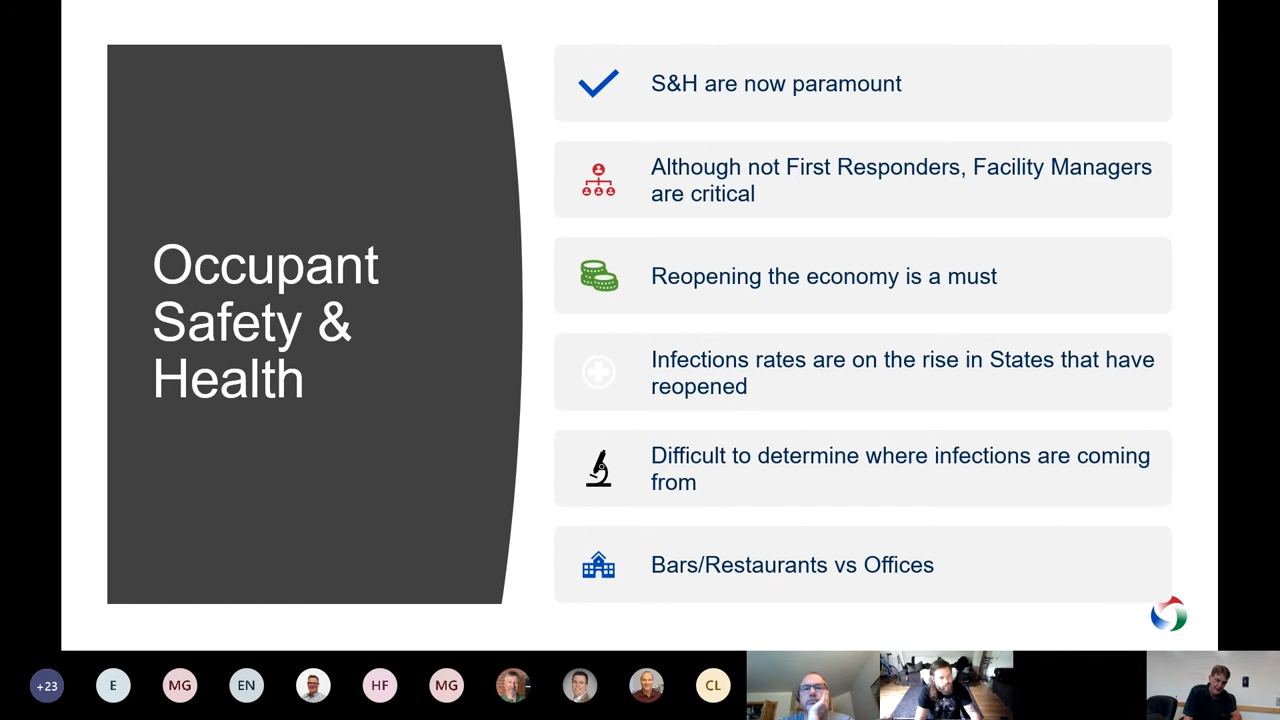 Occupant
Safety &
Health
S&H are now paramount
Although not First Responders, Facility Managers
are critical
Reopening the economy is a must
Infections rates are on the rise in States that have
reopened
Difficult to determine where infections are coming
from
Bars/Restaurants vs Offices
+23
E
MG
EN
HF
MG
CL